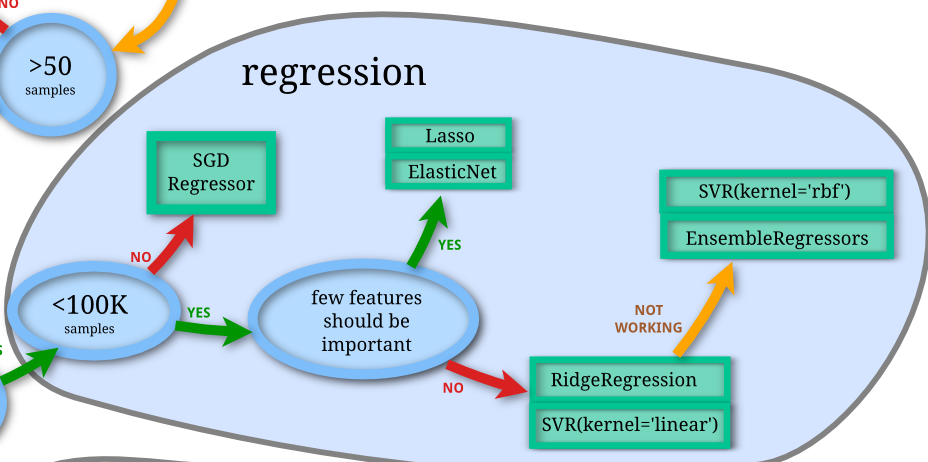 NO
>50
samples
regression
SGD
Regressor
Lasso
ElasticNet
SVR(kernel='rbf')
EnsembleRegressors
NO
YES
<100K
samples
YES
few features
should be
important
NOT
WORKING
NO
RidgeRegression
SVR(kernel='linear')